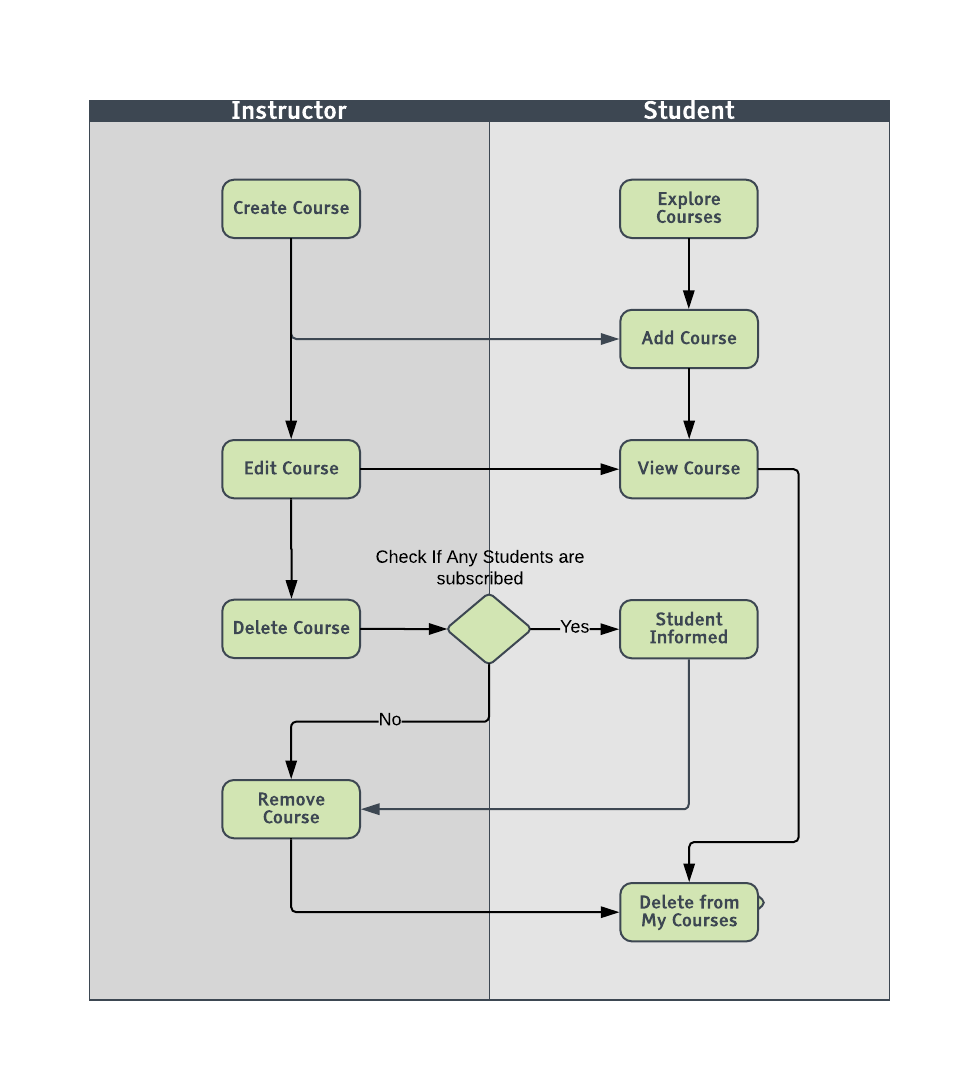 Instructor
Student
Create Course
Explore
Courses
Add Course
Edit Course
View Course
Check If Any Students are
subscribed
Delete Course
Yes
Student
Informed
No
Remove
Course
Delete from
My Courses